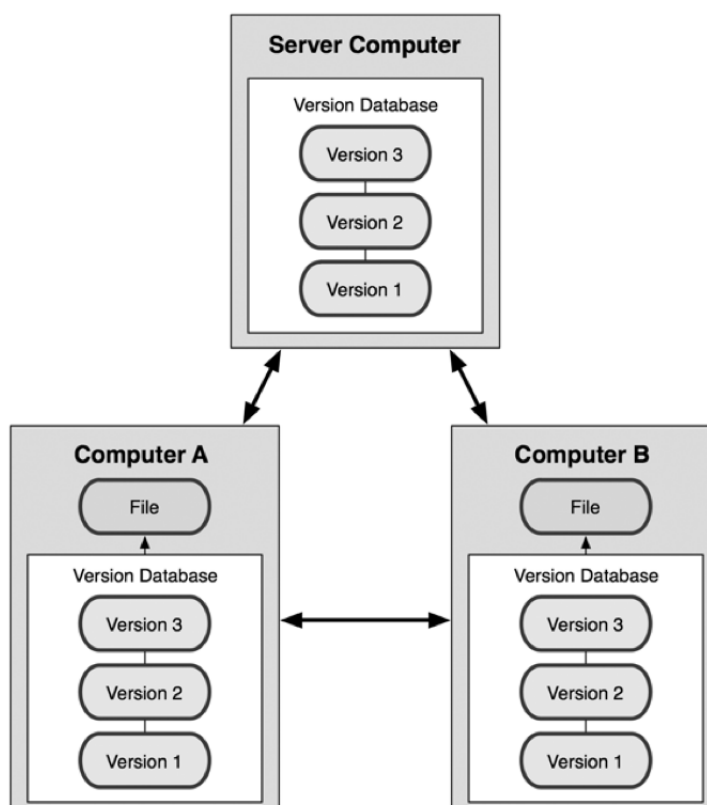 Server Computer
Version Database
Version 3
Version 2
Version 1
Computer A
File
Version Database
Version 3
Version 2
Version 1
Computer B
File
Version Database
Version 3
Version 2
Version 1